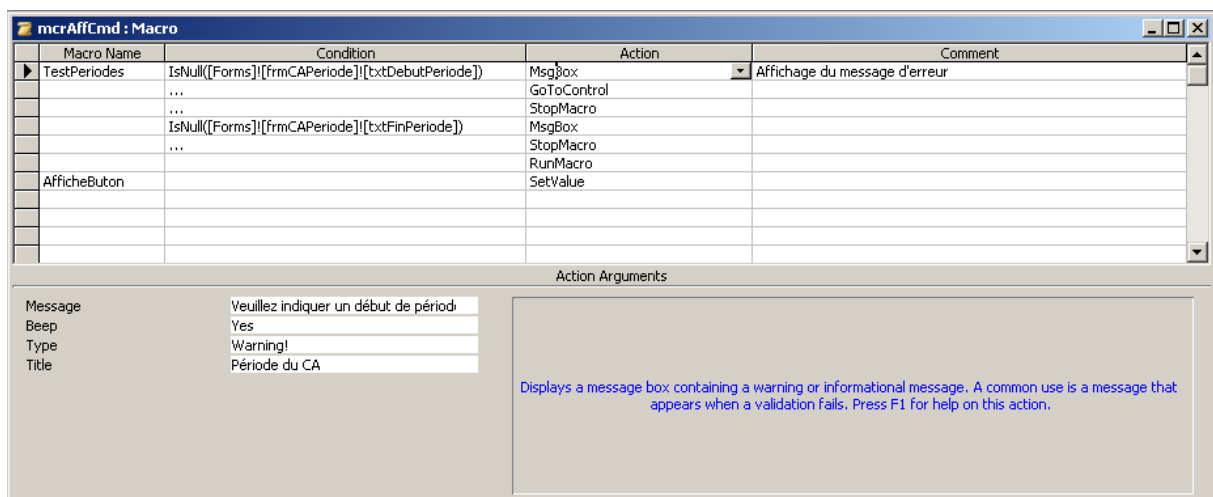 mcrAffCmd : Macro
Macro Name Condition Action Comment
TestPeriodes IsNull([Forms]![frmCAPeriode]![txtDebutPeriode]) MsgBox Affichage du message d'erreur
... GoToControl
... StopMacro
IsNull([Forms]![frmCAPeriode]![txtFinPeriode]) MsgBox
... StopMacro
RunMacro
AfficheButon SetValue
Action Arguments
Message Veuillez indiquer un début de périod
Beep Yes
Type Warning!
Title Période du CA
Displays a message box containing a warning or informational message. A common use is a message that
appears when a validation fails. Press F1 for help on this action.